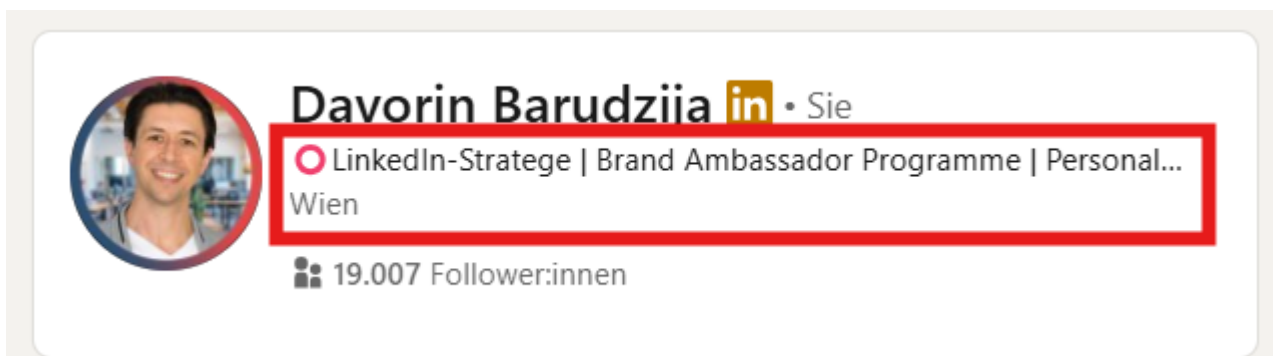 Davorin Barudzija in • Sie
LinkedIn-Stratege | Brand Ambassador Programme | Personal...
Wien
19.007 Follower:innen